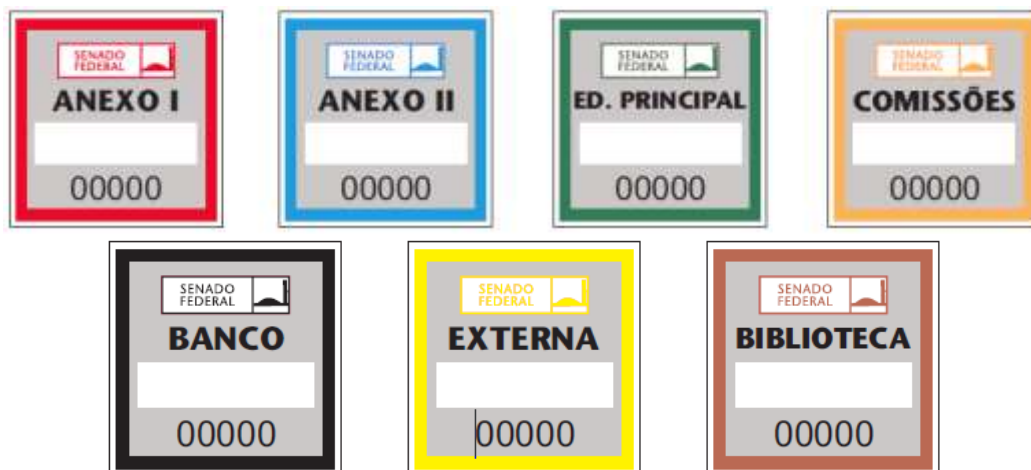 SENADO
FEDERAL
ANEXO I
00000
SENADO
FEDERAL
ANEXO II
00000
SENADO
FEDERAL
ED. PRINCIPAL
00000
SENADO
FEDERAL
COMISSÕES
00000
SENADO
FEDERAL
BANCO
00000
SENADO
FEDERAL
EXTERNA
00000
SENADO
FEDERAL
BIBLIOTECA
00000